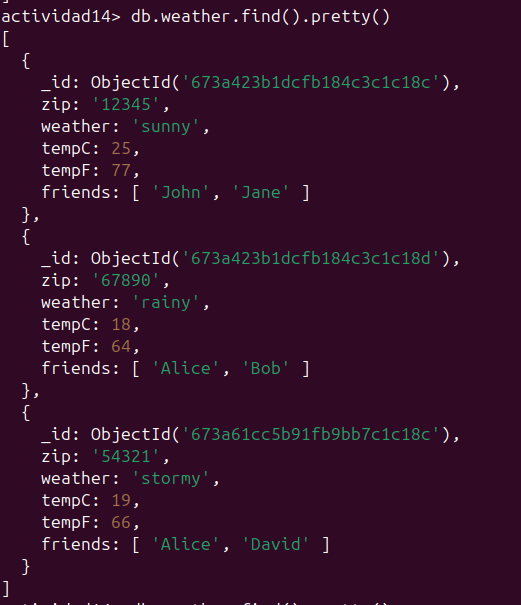 actividad14> db.weather.find().pretty()
[
  {
    _id: ObjectId('673a423b1dcfb184c3c1c18c'),
    zip: '12345',
    weather: 'sunny',
    tempC: 25,
    tempF: 77,
    friends: [ 'John', 'Jane' ]
  },
  {
    _id: ObjectId('673a423b1dcfb184c3c1c18d'),
    zip: '67890',
    weather: 'rainy',
    tempC: 18,
    tempF: 64,
    friends: [ 'Alice', 'Bob' ]
  },
  {
    _id: ObjectId('673a61cc5b91fb9bb7c1c18c'),
    zip: '54321',
    weather: 'stormy',
    tempC: 19,
    tempF: 66,
    friends: [ 'Alice', 'David' ]
  }
]